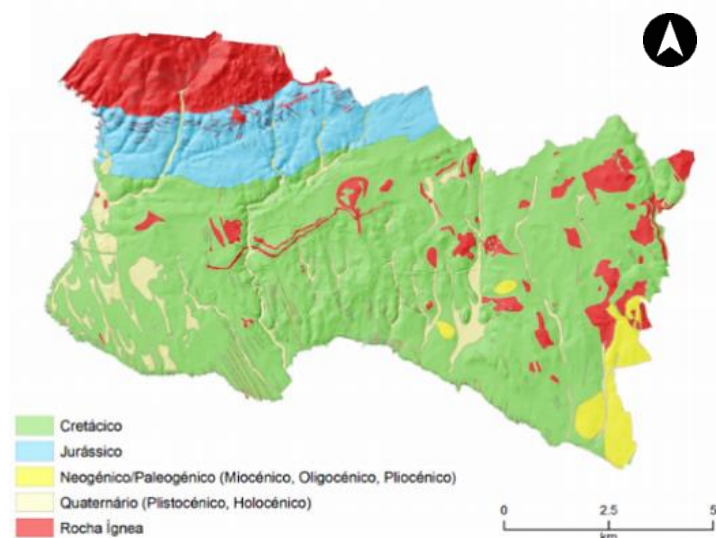 Cretácico
Jurássico
Neogénico/Paleogénico (Miocénico, Oligocénico, Pliocénico)
Quaternário (Plistocénico, Holocénico)
Rocha Ígnea
0 2.5 5
km